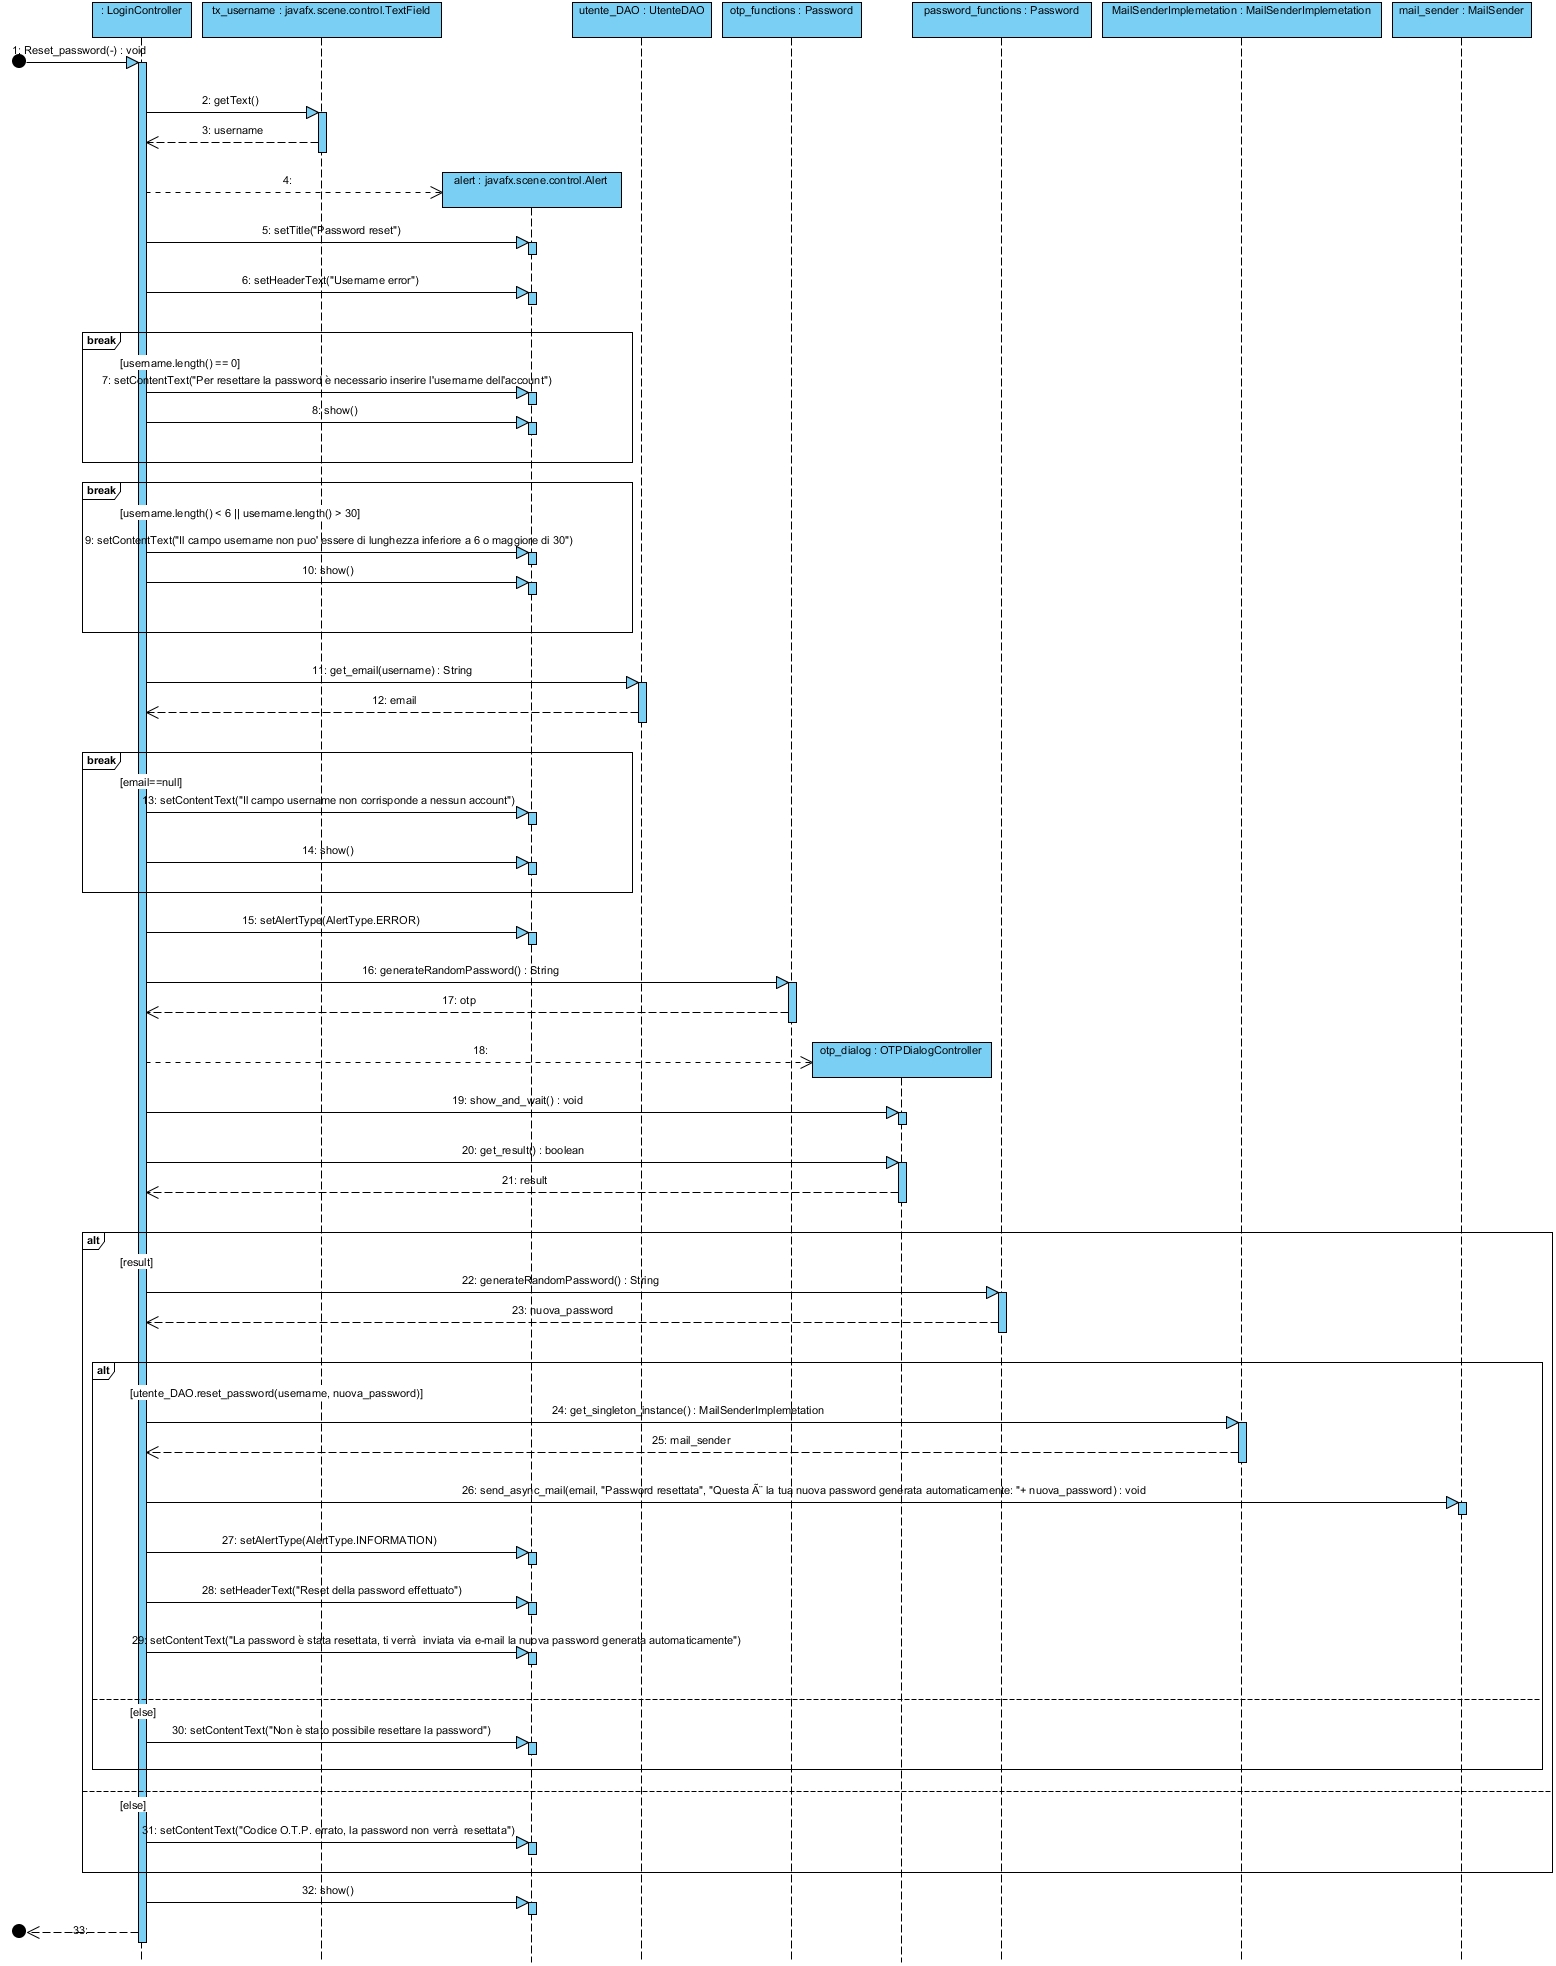 : LoginController
tx_username : javafx.scene.control.TextField
utente_DAO : UtenteDAO
otp_functions : Password
password_functions : Password
MailSenderImplemetation : MailSenderImplemetation
mail_sender : MailSender
1: Reset_password(-) : void
2: getText()
3: username
4:
alert : javafx.scene.control.Alert
5: setTitle("Password reset")
6: setHeaderText("Username error")
break
[username.length() == 0]
7: setContentText("Per resettare la password è necessario inserire l'username dell'account")
8: show()
break
[username.length() < 6 || username.length() > 30]
9: setContentText("Il campo username non puo' essere di lunghezza inferiore a 6 o maggiore di 30")
10: show()
11: get_email(username) : String
12: email
break
[email==null]
13: setContentText("Il campo username non corrisponde a nessun account")
14: show()
15: setAlertType(AlertType.ERROR)
16: generateRandomPassword() : String
17: otp
18:
otp_dialog : OTPDialogController
19: show_and_wait() : void
20: get_result() : boolean
21: result
alt
[result]
22: generateRandomPassword() : String
23: nuova_password
alt
[utente_DAO.reset_password(username, nuova_password)]
24: get_singleton_instance() : MailSenderImplemetation
25: mail_sender
26: send_async_mail(email, "Password resettata", "Questa Ã¨ la tua nuova password generata automaticamente: "+ nuova_password) : void
27: setAlertType(AlertType.INFORMATION)
28: setHeaderText("Reset della password effettuato")
29: setContentText("La password è stata resettata, ti verrà  inviata via e-mail la nuova password generata automaticamente")
[else]
30: setContentText("Non è stato possibile resettare la password")
[else]
31: setContentText("Codice O.T.P. errato, la password non verrà  resettata")
32: show()
33: